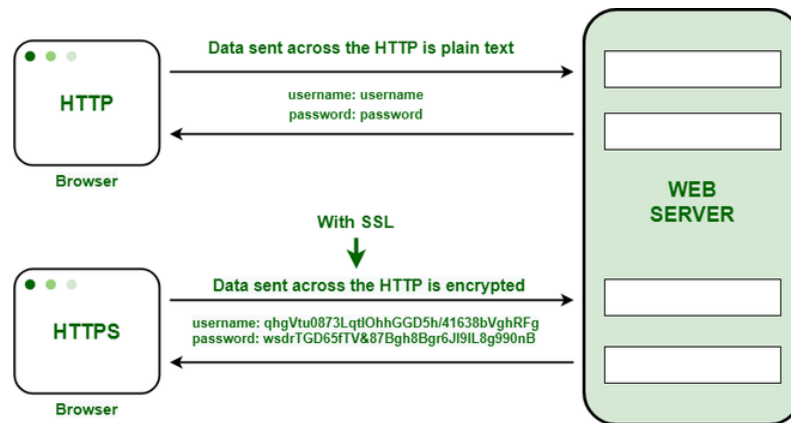 Data sent across the HTTP is plain text
HTTP
username: username
password: password
Browser
WEB
SERVER
With SSL
Data sent across the HTTP is encrypted
HTTPS
username: qhgVtu0873LqtIOhhGGD5h/41638bVghRFg
password: wsdrTGD65fTV&87Bgh8Bgr6JI9IL8g990nB
Browser